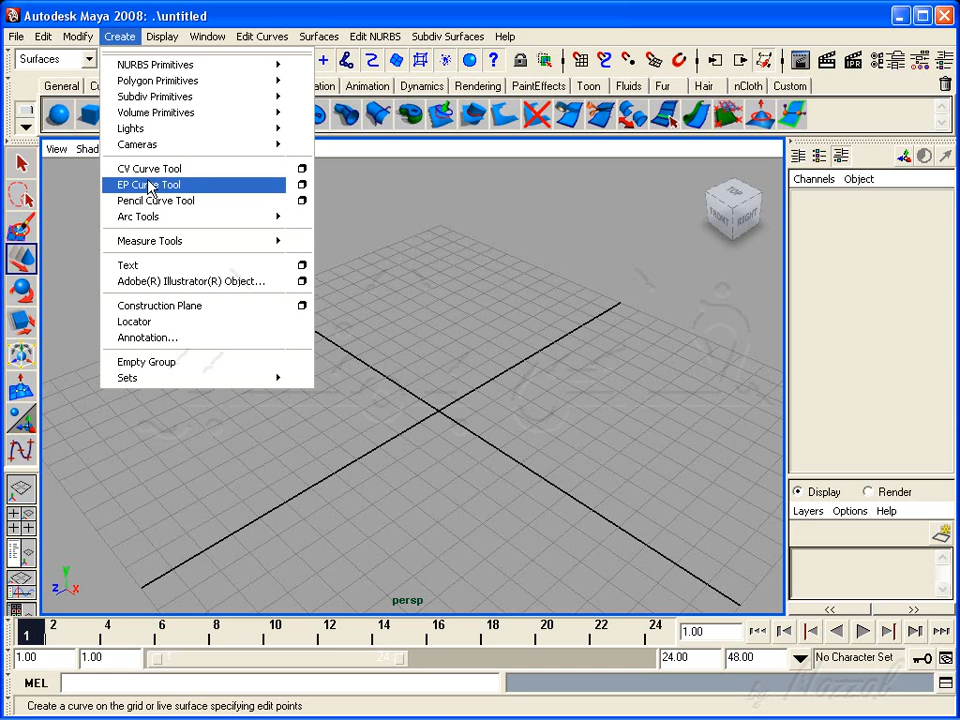 Autodesk Maya 2008: .\untitled
File Edit Modify Create Display Window Edit Curves Surfaces Edit NURBS Subdiv Surfaces Help
Surfaces
General Animation Dynamics Rendering PaintEffects Toon Fluids Fur Hair nCloth Custom
NURBS Primitives
Polygon Primitives
Subdiv Primitives
Volume Primitives
Lights
Cameras
CV Curve Tool
EP Curve Tool
Pencil Curve Tool
Arc Tools
Measure Tools
Text
Adobe(R) Illustrator(R) Object...
Construction Plane
Locator
Annotation...
Empty Group
Sets
View Shad
TOP
FRONT RIGHT
persp
y
z x
Channels Object
Display Render
Layers Options Help
<< >>
1 2 4 6 8 10 12 14 16 18 20 22 24 1.00
1.00 1.00 1 24 24.00 48.00 No Character Set
MEL
Create a curve on the grid or live surface specifying edit points